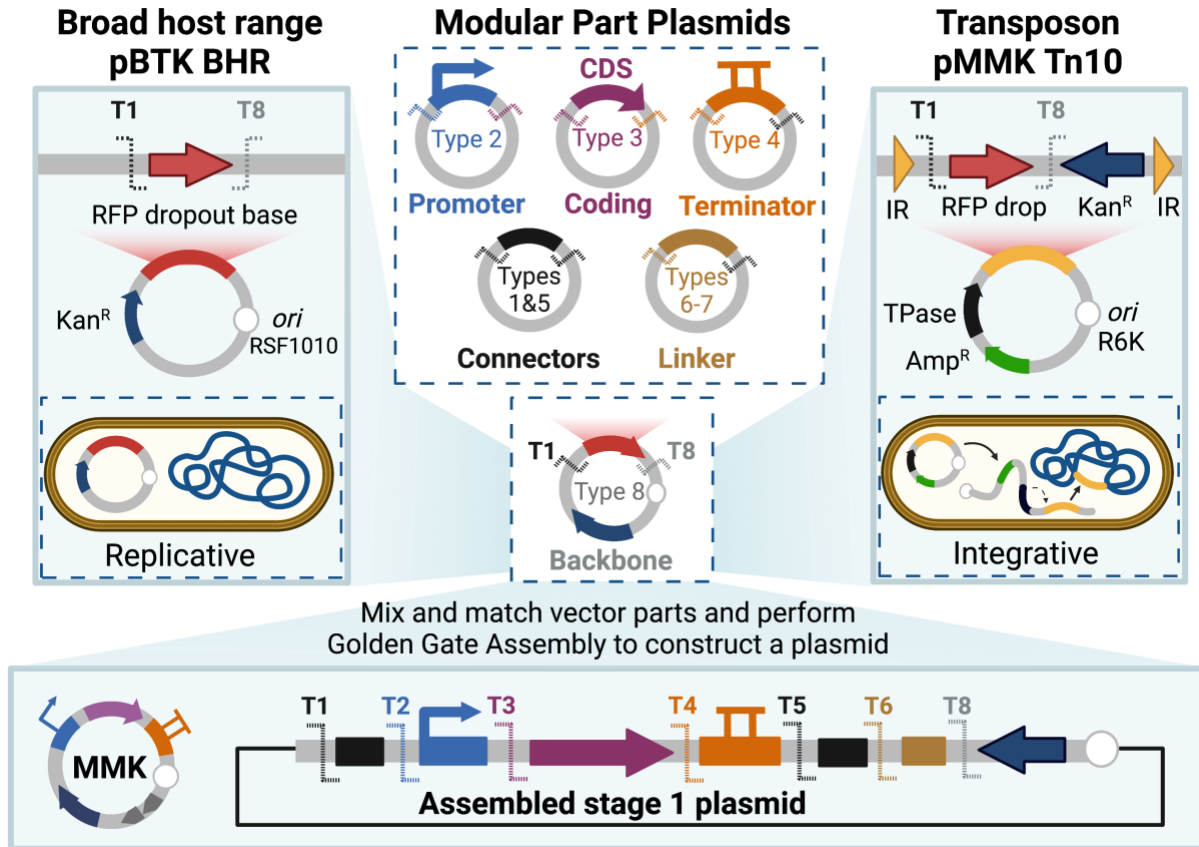 Broad host range
pBTK BHR
T1
T8
RFP dropout base
Kan^R
ori
RSF1010
Replicative
Modular Part Plasmids
CDS
Type 2
Type 3
Type 4
Promoter
Coding
Terminator
Types
1&5
Types
6-7
Connectors
Linker
T1
T8
Type 8
Backbone
Transposon
pMMK Tn10
T1
T8
IR
RFP drop
Kan^R
IR
TPase
ori
R6K
Amp^R
Integrative
Mix and match vector parts and perform
Golden Gate Assembly to construct a plasmid
MMK
T1
T2
T3
T4
T5
T6
T8
Assembled stage 1 plasmid